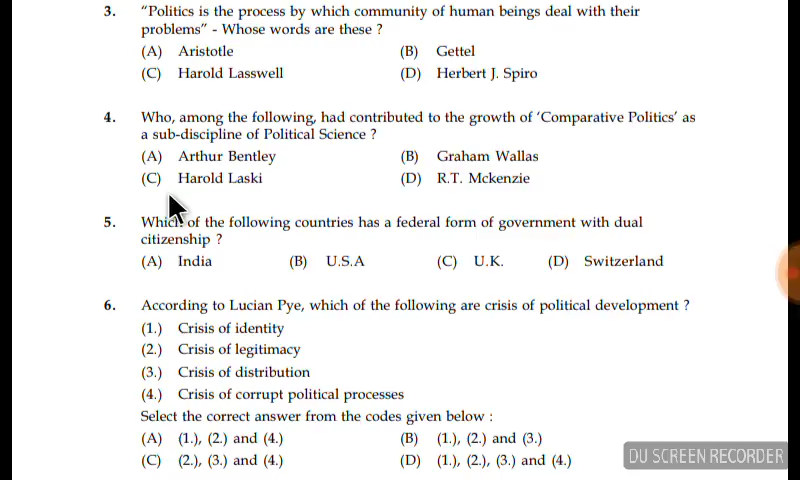 3. “Politics is the process by which community of human beings deal with their
problems” - Whose words are these ?
(A) Aristotle (B) Gettel
(C) Harold Lasswell (D) Herbert J. Spiro
4. Who, among the following, had contributed to the growth of ‘Comparative Politics’ as
a sub-discipline of Political Science ?
(A) Arthur Bentley (B) Graham Wallas
(C) Harold Laski (D) R.T. Mckenzie
5. Which of the following countries has a federal form of government with dual
citizenship ?
(A) India (B) U.S.A (C) U.K. (D) Switzerland
6. According to Lucian Pye, which of the following are crisis of political development ?
(1.) Crisis of identity
(2.) Crisis of legitimacy
(3.) Crisis of distribution
(4.) Crisis of corrupt political processes
Select the correct answer from the codes given below :
(A) (1.), (2.) and (4.) (B) (1.), (2.) and (3.)
(C) (2.), (3.) and (4.) (D) (1.), (2.), (3.) and (4.)
DU SCREEN RECORDER